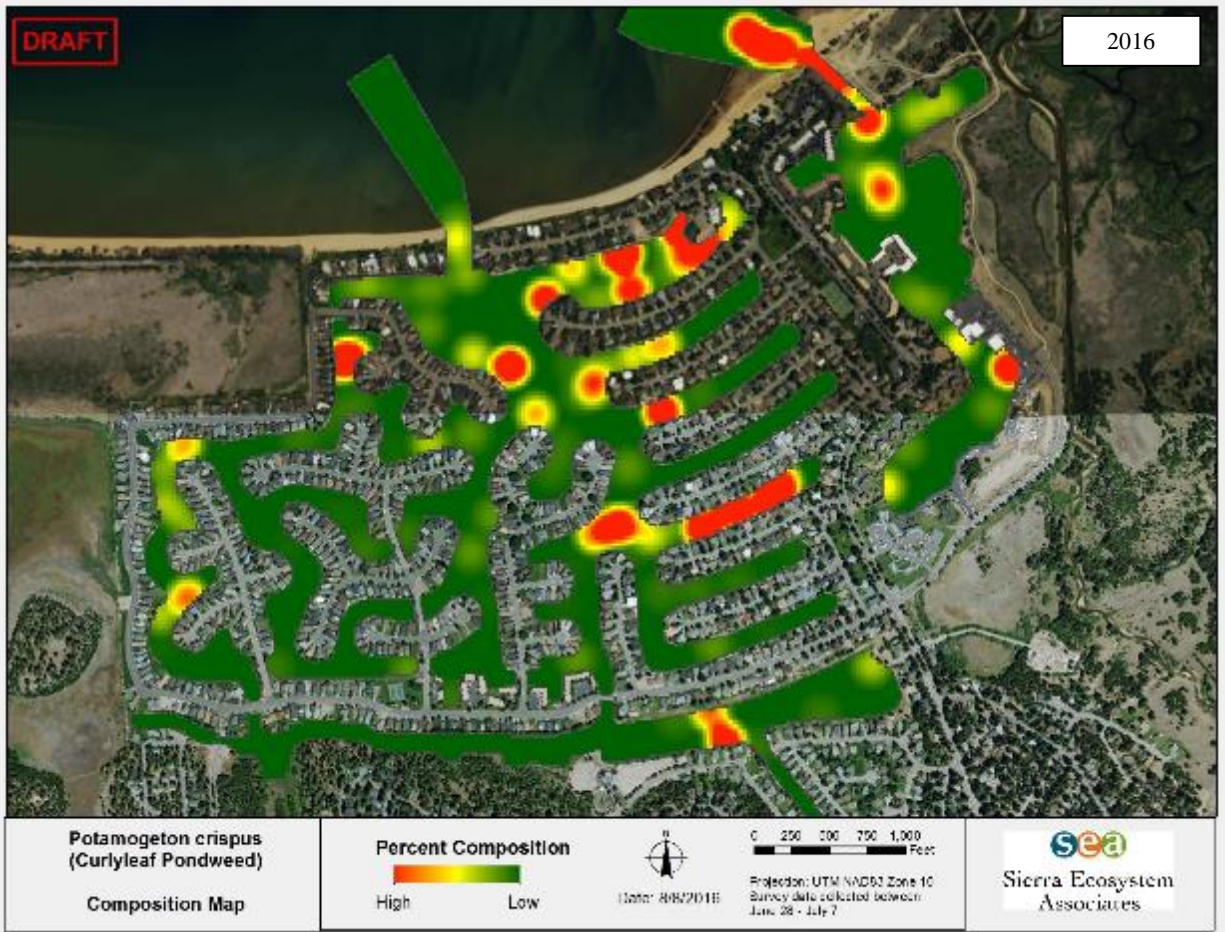 DRAFT
2016
Potamogeton crispus
(Curlyleaf Pondweed)
Composition Map
Percent Composition
High Low
N
Date: 8/8/2016
0 250 500 750 1,000
Feet
Projection: UTM NAD83 Zone 10
Survey data collected between
June 28 - July 7
sea
Sierra Ecosystem
Associates